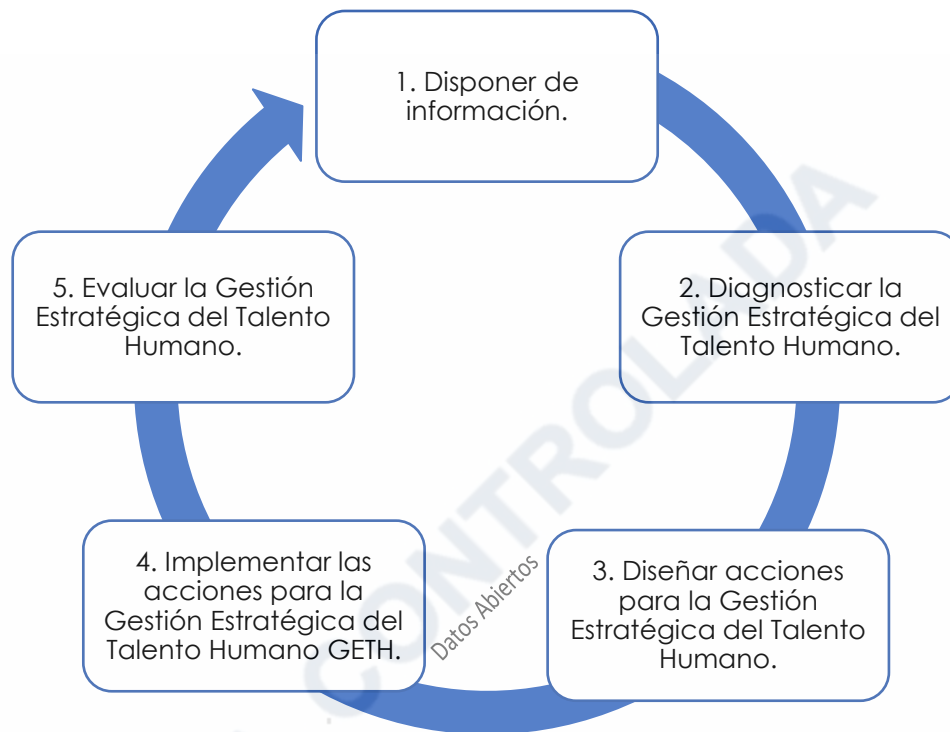 1. Disponer de
información.
2. Diagnosticar la
Gestión Estratégica del
Talento Humano.
3. Diseñar acciones
para la Gestión
Estratégica del Talento
Humano.
4. Implementar las
acciones para la
Gestión Estratégica del
Talento Humano GETH.
5. Evaluar la Gestión
Estratégica del Talento
Humano.
CONTROLADA
Datos Abiertos